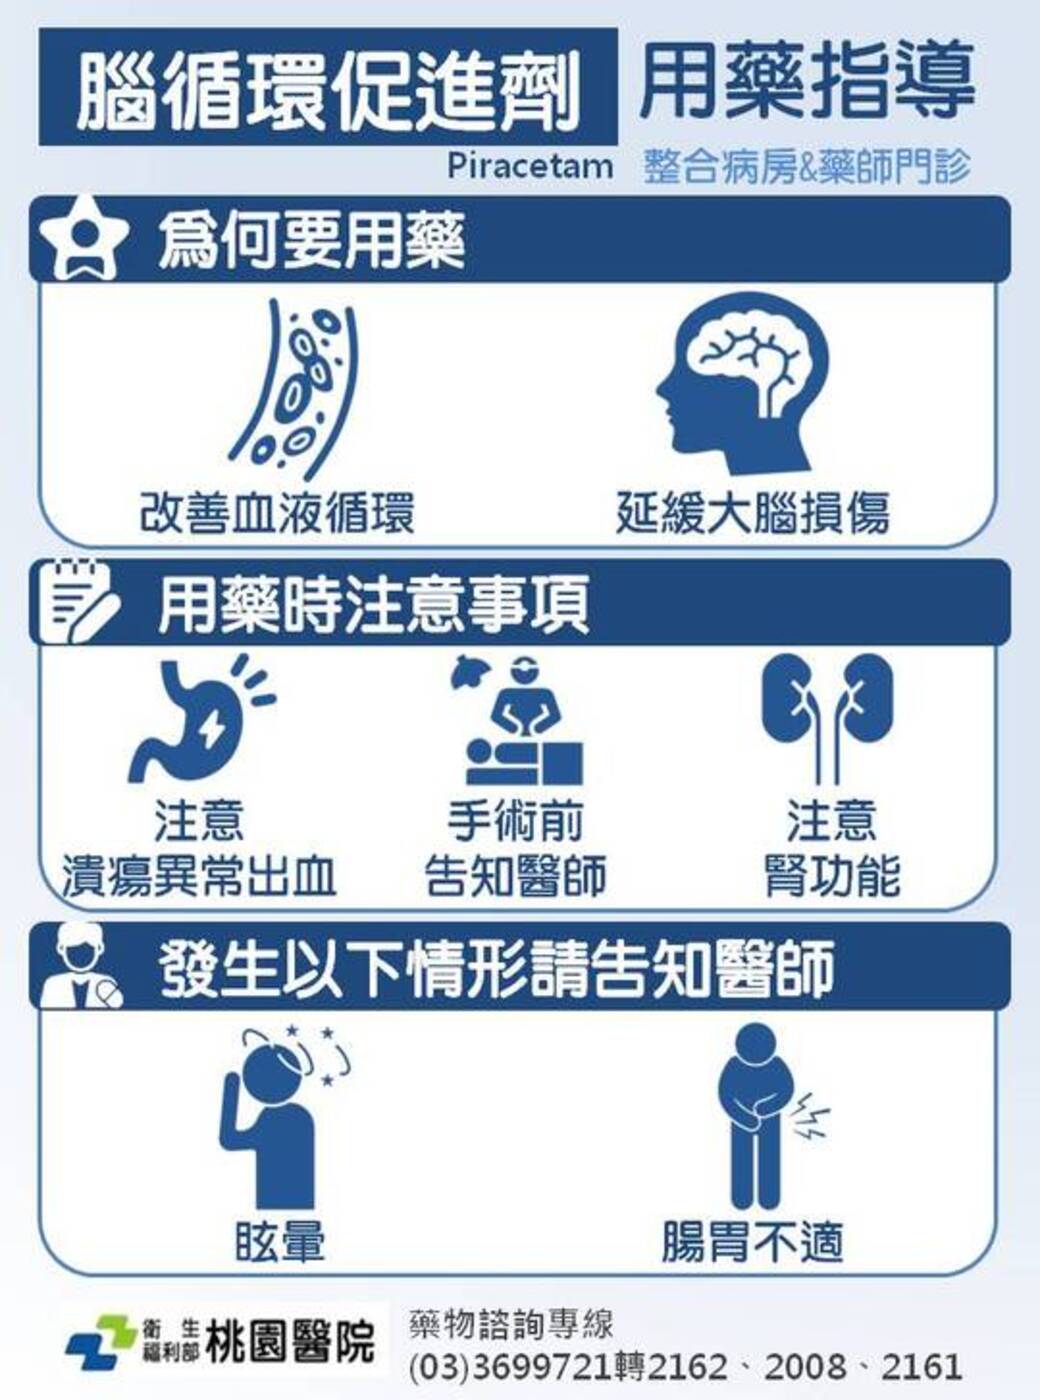 腦循環促進劑 用藥指導
Piracetam 整合病房&藥師門診
為何要用藥
改善血液循環
延緩大腦損傷
用藥時注意事項
注意
潰瘍異常出血
手術前
告知醫師
注意
腎功能
發生以下情形請告知醫師
眩暈
腸胃不適
衛生
福利部
桃園醫院
藥物諮詢專線
(03)3699721轉2162、2008、2161